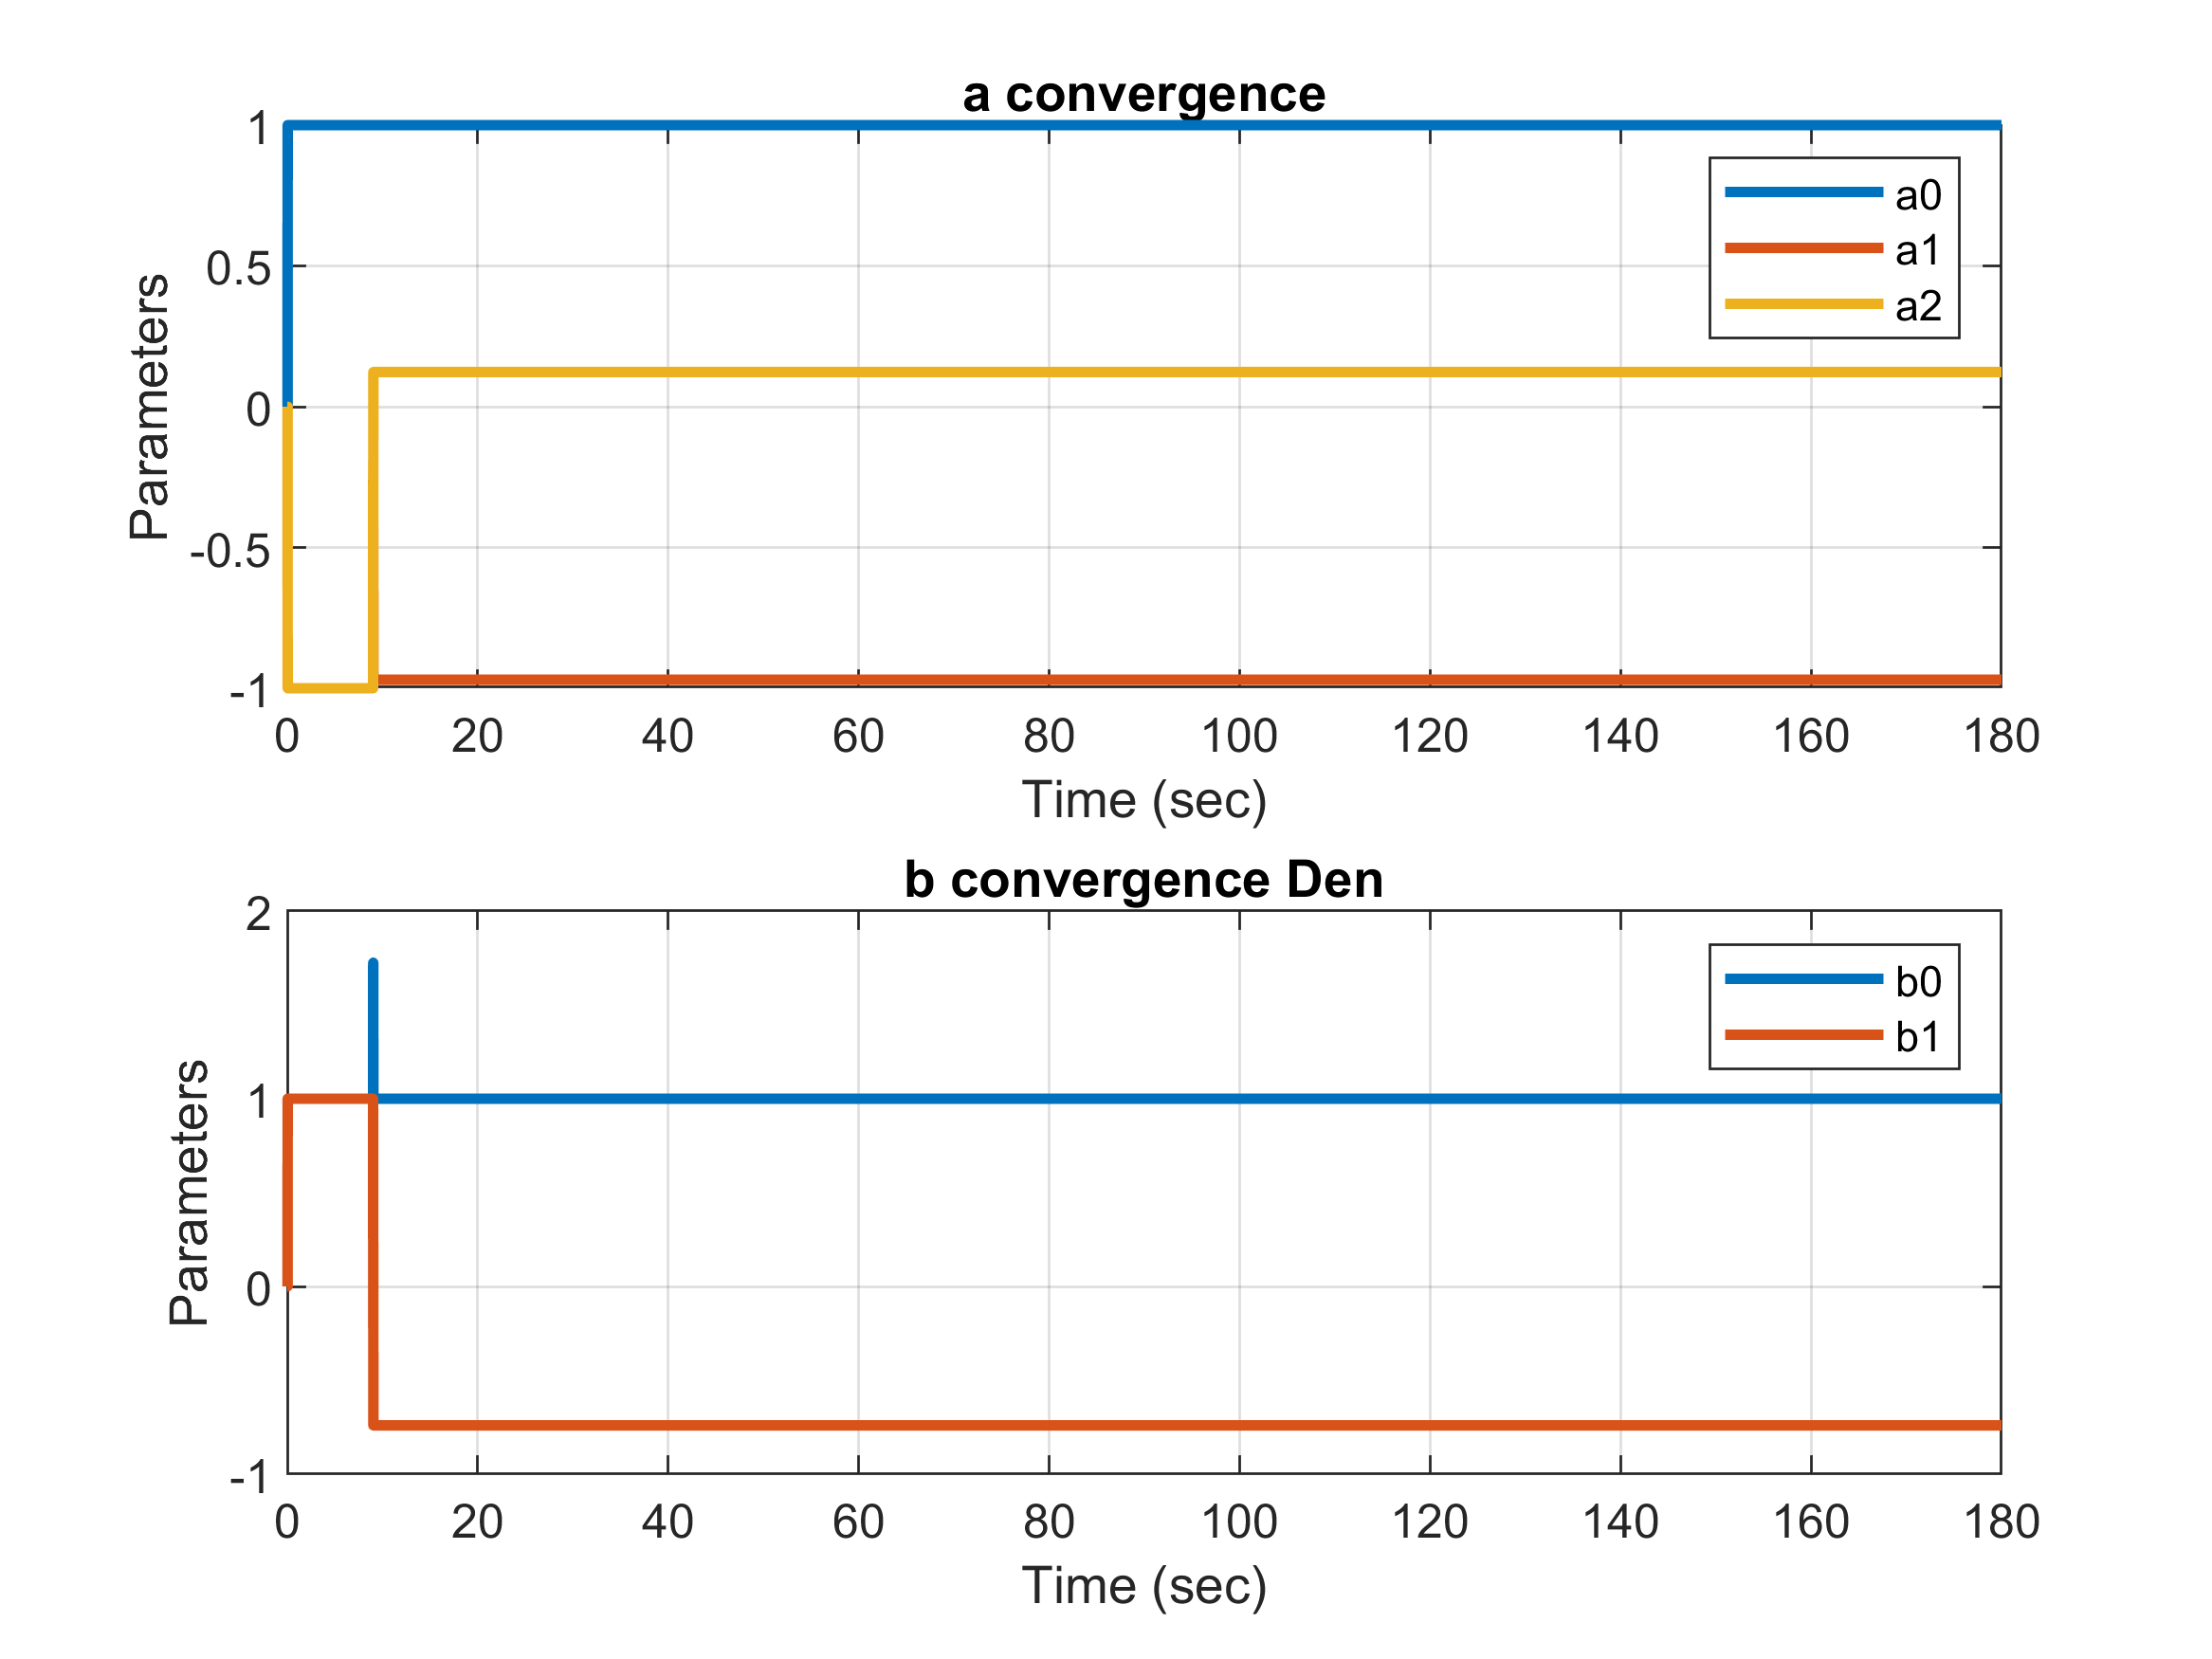 a convergence
1
0.5
0
-0.5
-1
Parameters
a0
a1
a2
0 20 40 60 80 100 120 140 160 180
Time (sec)
b convergence Den
2
1
0
-1
Parameters
b0
b1
0 20 40 60 80 100 120 140 160 180
Time (sec)